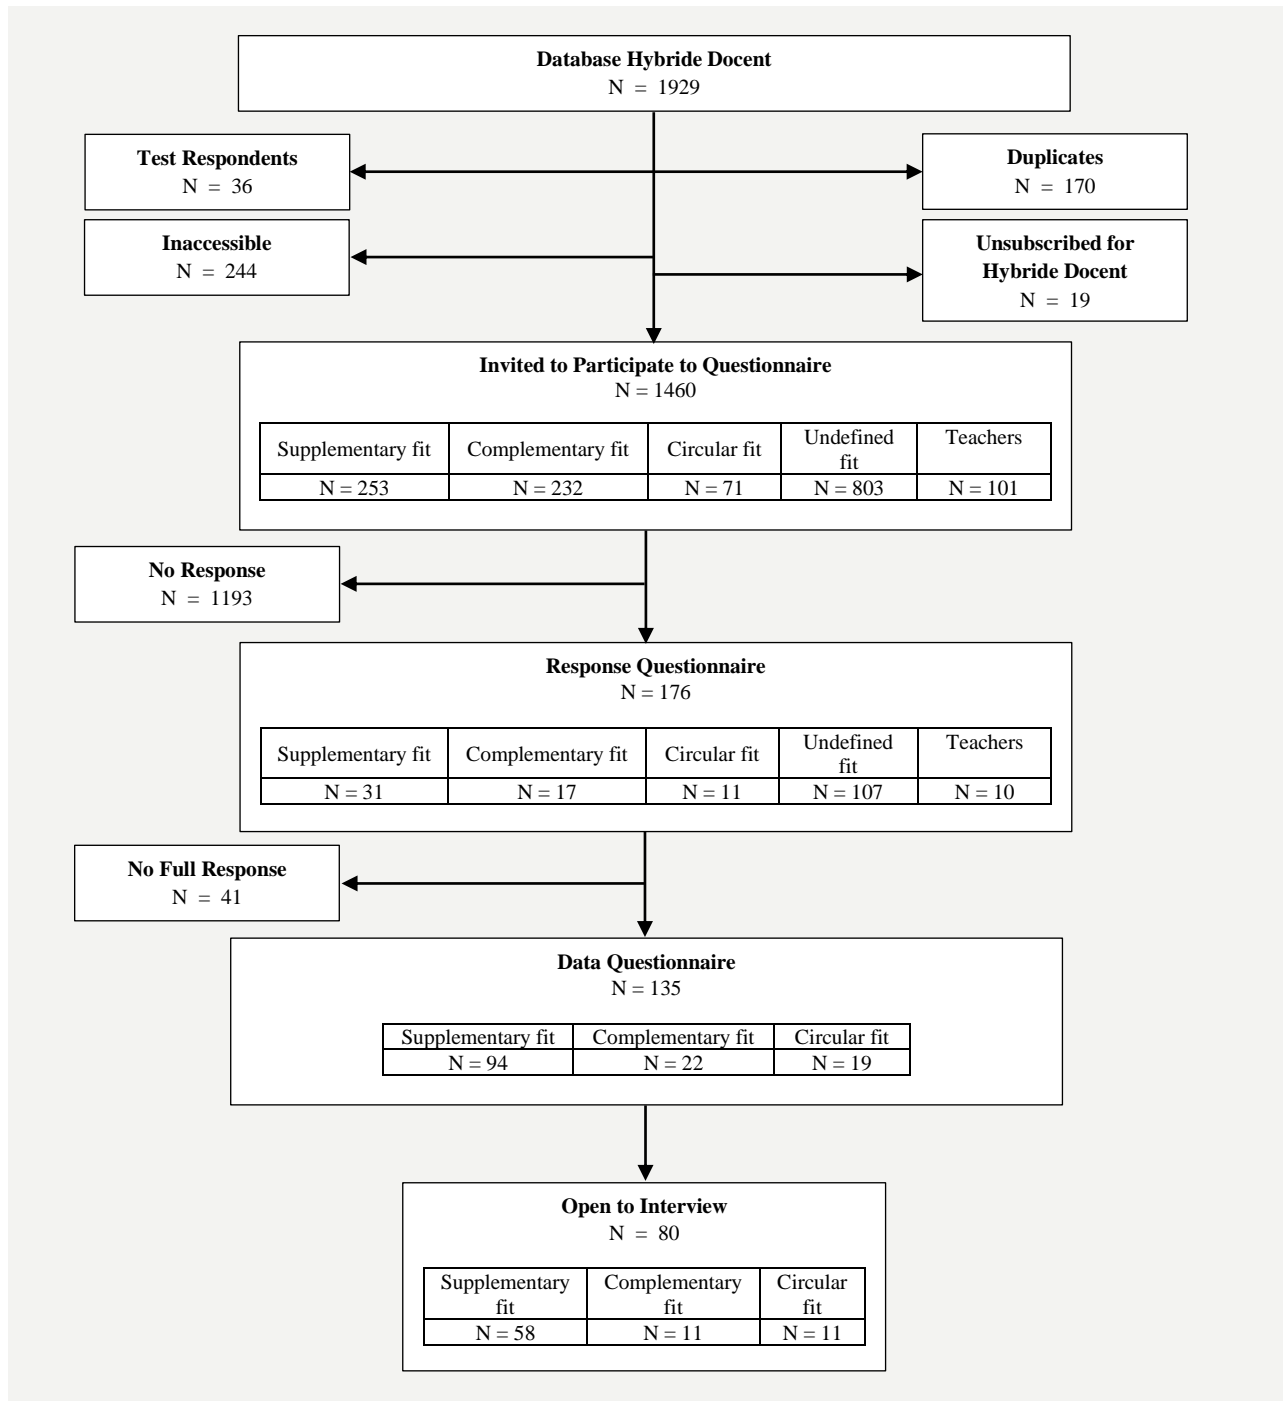 Database Hybride Docent
N = 1929
Test Respondents
N = 36
Duplicates
N = 170
Inaccessible
N = 244
Unsubscribed for
Hybride Docent
N = 19
Invited to Participate to Questionnaire
N = 1460
Supplementary fit Complementary fit Circular fit Undefined fit Teachers
N = 253 N = 232 N = 71 N = 803 N = 101
No Response
N = 1193
Response Questionnaire
N = 176
Supplementary fit Complementary fit Circular fit Undefined fit Teachers
N = 31 N = 17 N = 11 N = 107 N = 10
No Full Response
N = 41
Data Questionnaire
N = 135
Supplementary fit Complementary fit Circular fit
N = 94 N = 22 N = 19
Open to Interview
N = 80
Supplementary fit Complementary fit Circular fit
N = 58 N = 11 N = 11